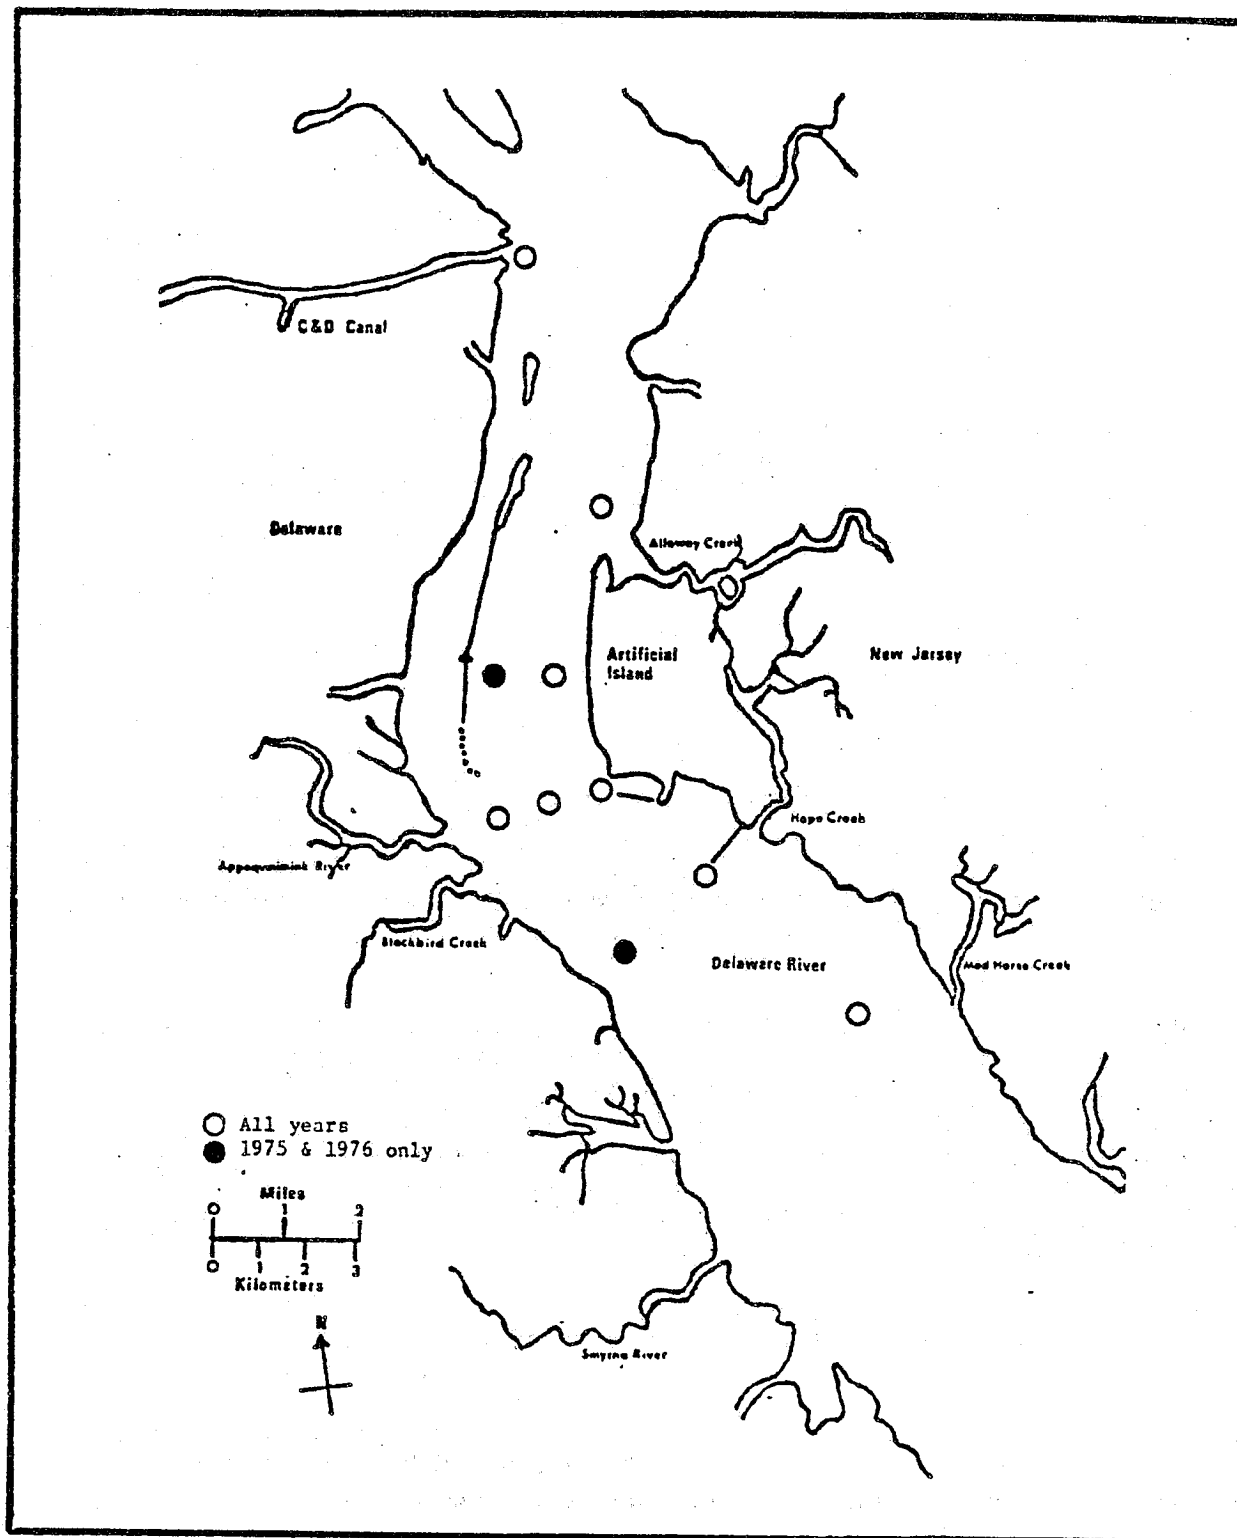 C&D Canal
Delaware
Alloway Creek
Artificial
Island
New Jersey
Hope Creek
Appoquinimink River
Blackbird Creek
Delaware River
Mad Horse Creek
All years
1975 & 1976 only
Miles
0 1 2
0 1 2 3
Kilometers
N
Smyrna River